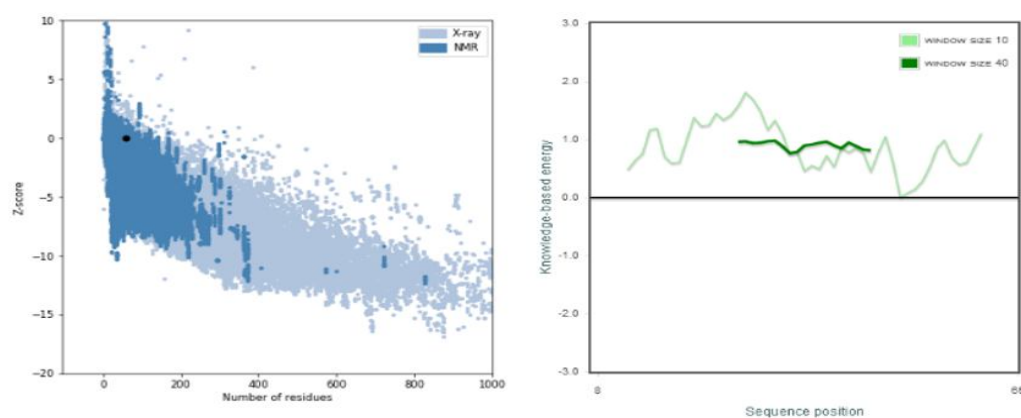 10
5
0
−5
−10
−15
−20
Z-score
0
200
400
600
800
1000
Number of residues
X-ray
NMR
3.0
2.0
1.0
0.0
-1.0
-2.0
-3.0
Knowledge-based energy
WINDOW SIZE 10
WINDOW SIZE 40
8
Sequence position